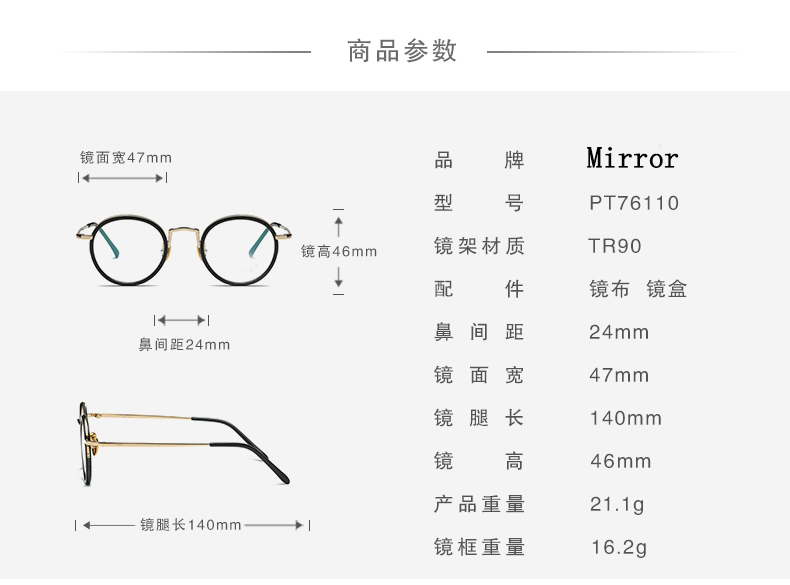 商品参数
镜面宽47mm
镜高46mm
鼻间距24mm
镜腿长140mm
品牌 Mirror
型号 PT76110
镜架材质 TR90
配件 镜布 镜盒
鼻间距 24mm
镜面宽 47mm
镜腿长 140mm
镜高 46mm
产品重量 21.1g
镜框重量 16.2g